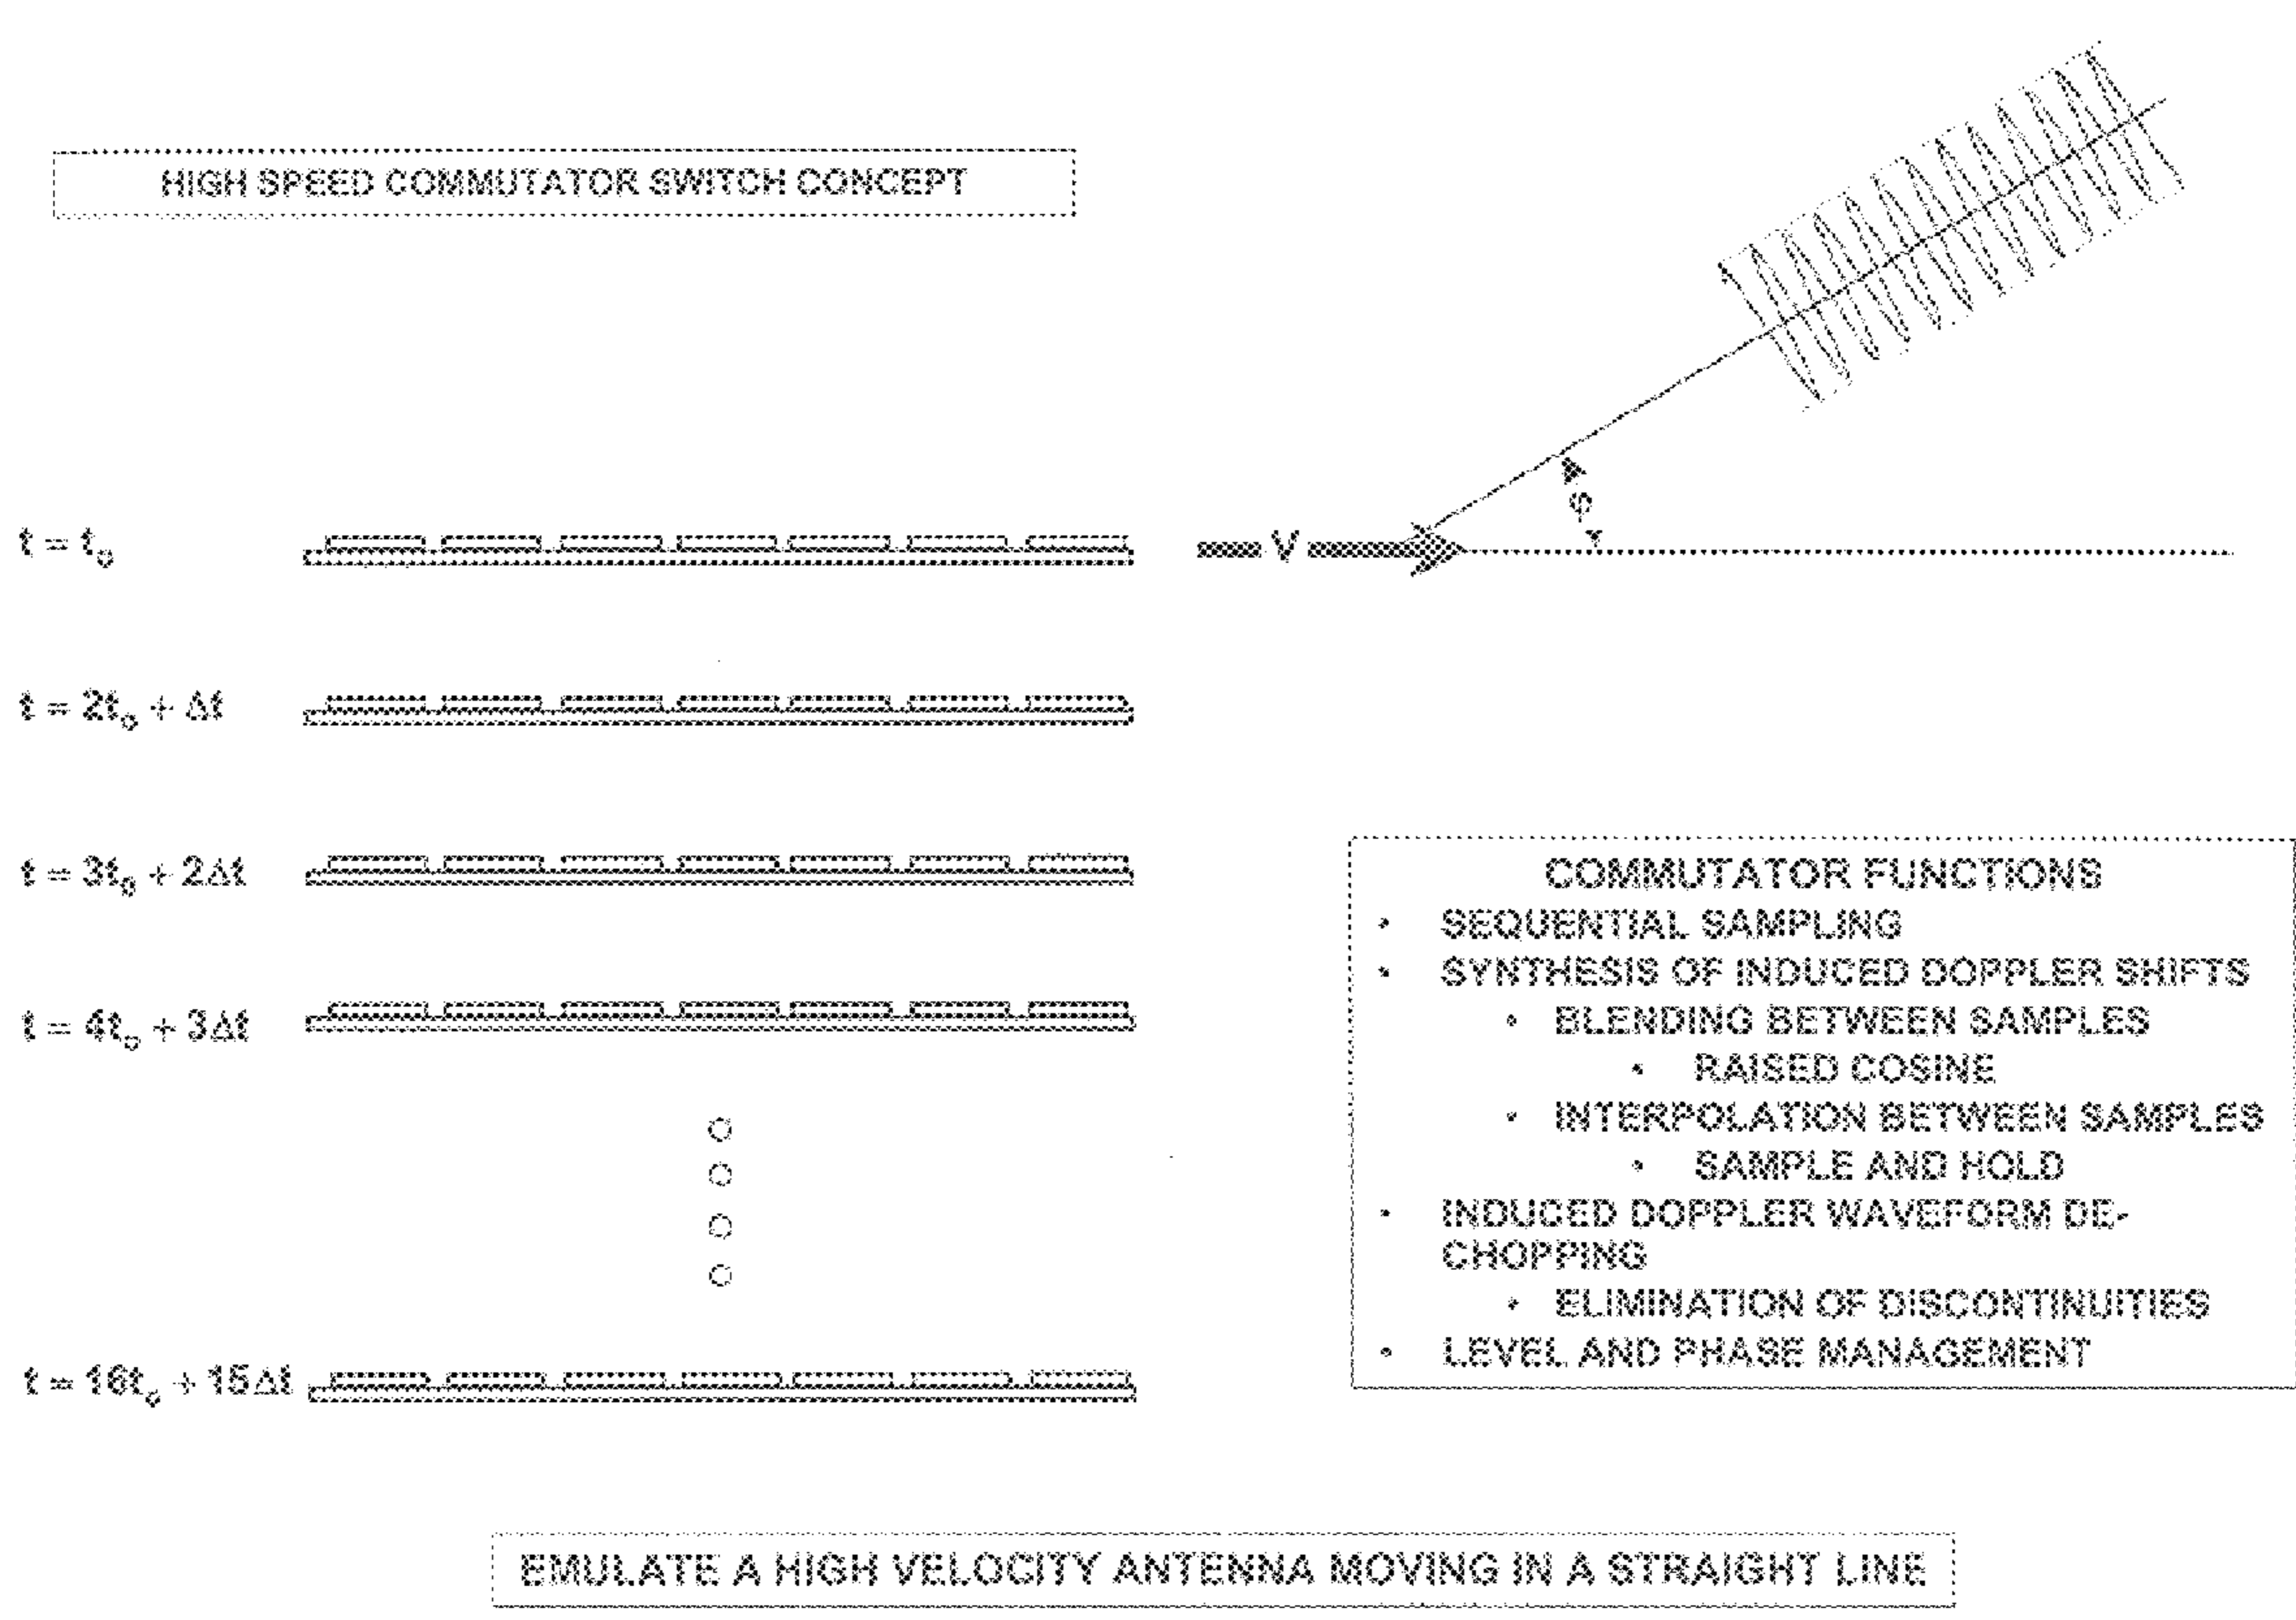 HIGH SPEED COMMUTATOR SWITCH CONCEPT
φ
t = t₀
V
t = 2t₀ + Δt
t = 3t₀ + 2Δt
t = 4t₀ + 3Δt
t = 16t₀ + 15Δt
COMMUTATOR FUNCTIONS
• SEQUENTIAL SAMPLING
• SYNTHESIS OF INDUCED DOPPLER SHIFTS
• BLENDING BETWEEN SAMPLES
• RAISED COSINE
• INTERPOLATION BETWEEN SAMPLES
• SAMPLE AND HOLD
• INDUCED DOPPLER WAVEFORM DE-
CHOPPING
• ELIMINATION OF DISCONTINUITIES
• LEVEL AND PHASE MANAGEMENT
EMULATE A HIGH VELOCITY ANTENNA MOVING IN A STRAIGHT LINE